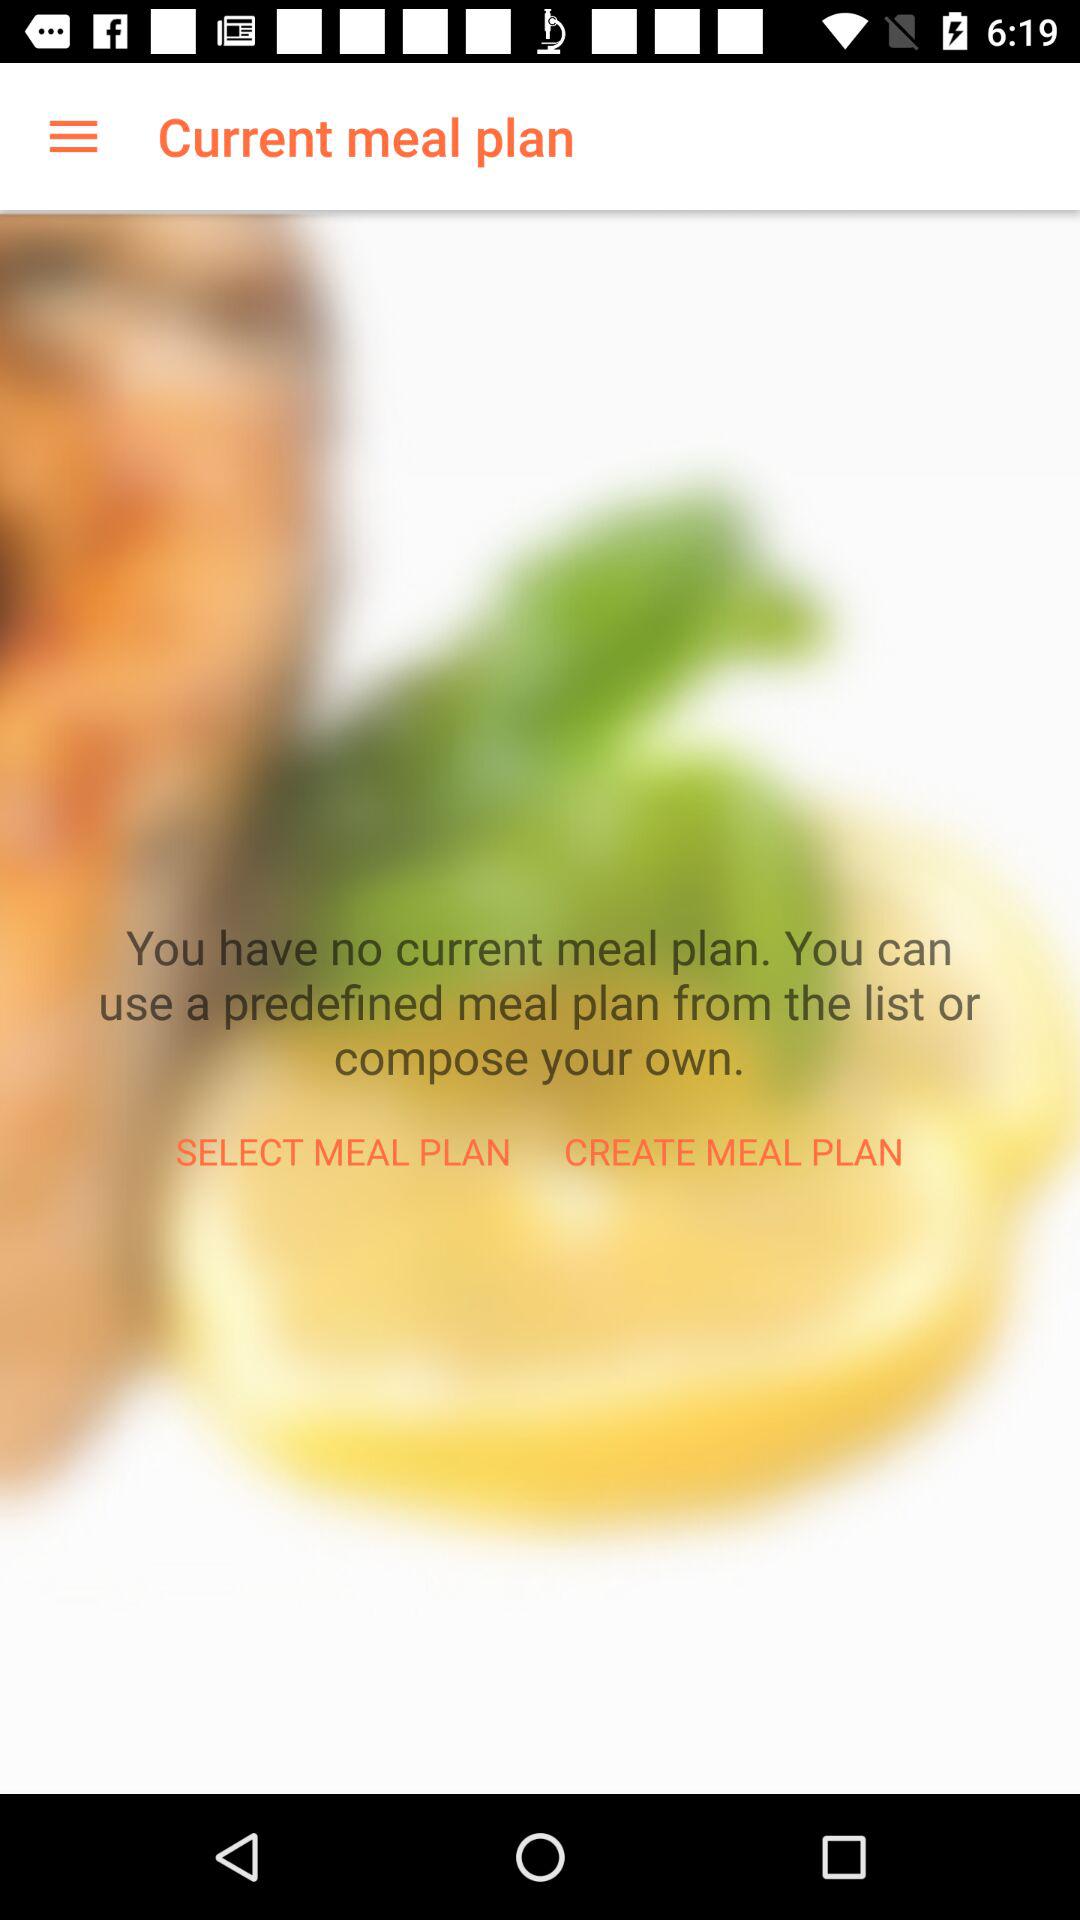 6:19
Current meal plan
You have no current meal plan. You can
use a predefined meal plan from the list or
compose your own.
SELECT MEAL PLAN CREATE MEAL PLAN